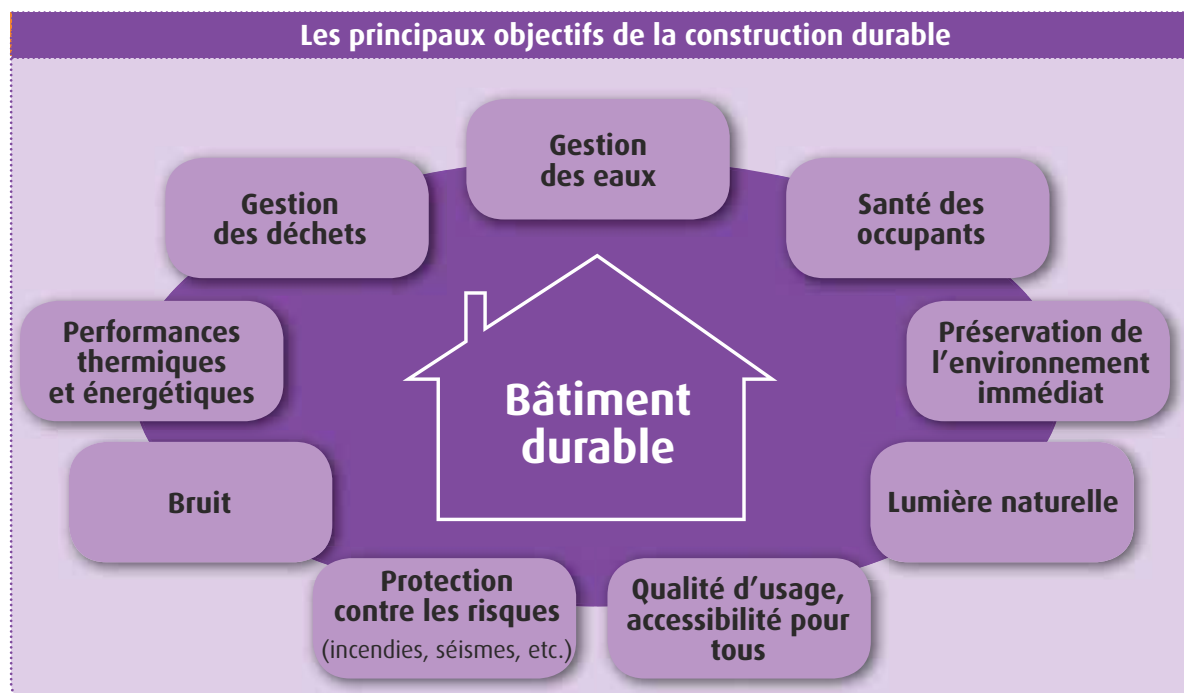 Les principaux objectifs de la construction durable
Gestion
des eaux
Gestion
des déchets
Santé des
occupants
Performances
thermiques
et énergétiques
Préservation de
l'environnement
immédiat
Bâtiment
durable
Bruit
Lumière naturelle
Protection
contre les risques
(incendies, séismes, etc.)
Qualité d'usage,
accessibilité pour
tous